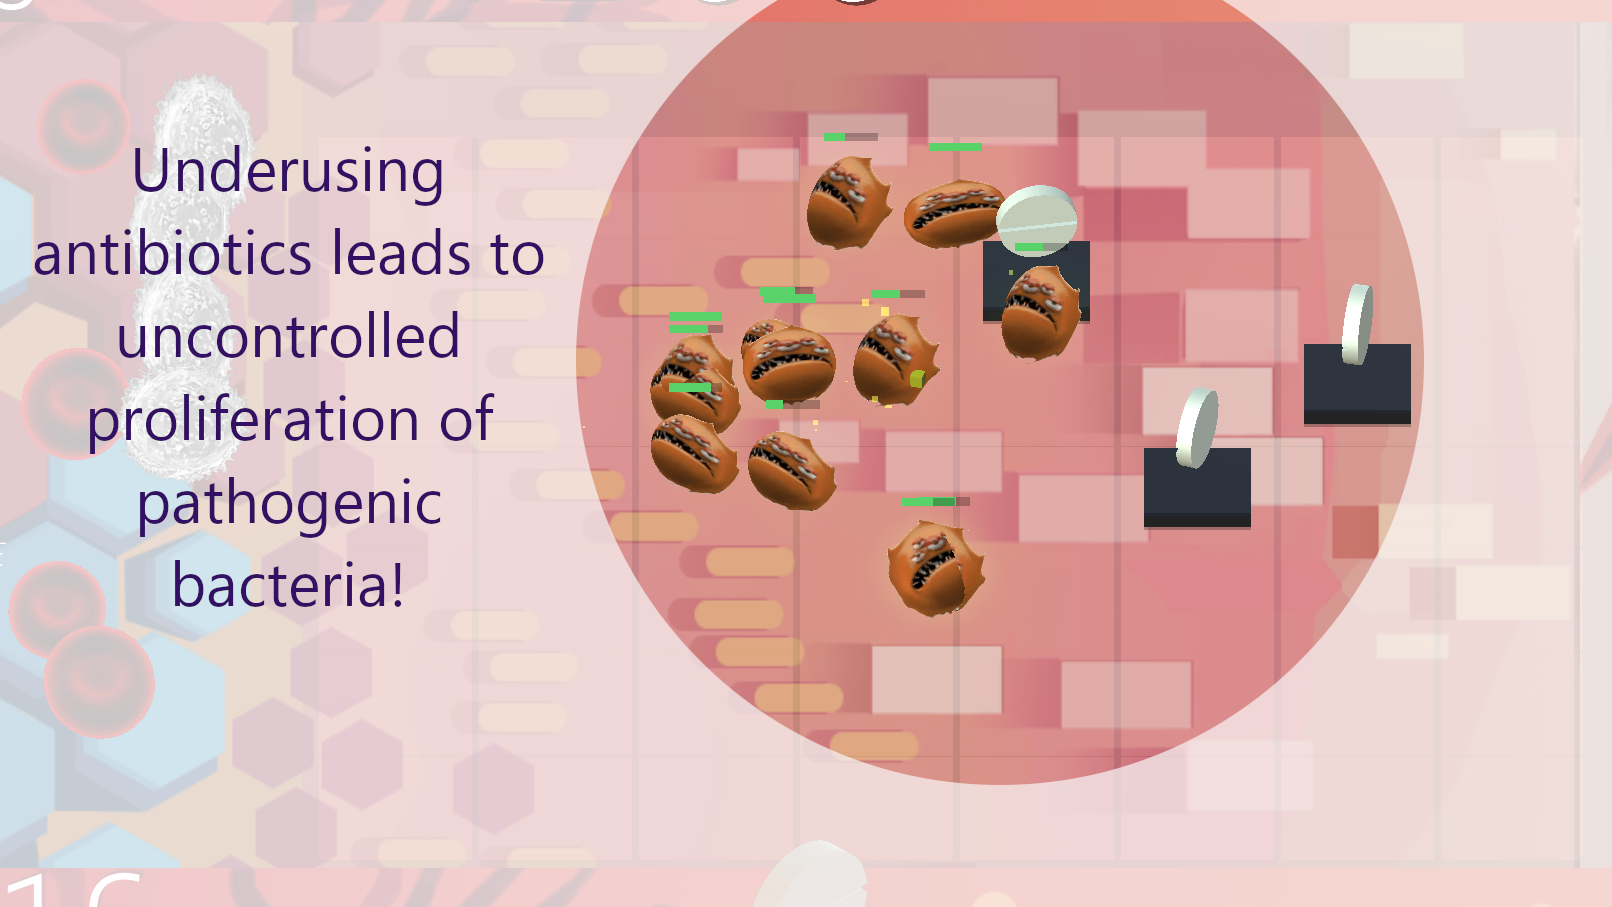 Underusing
antibiotics leads to
uncontrolled
proliferation of
pathogenic
bacteria!